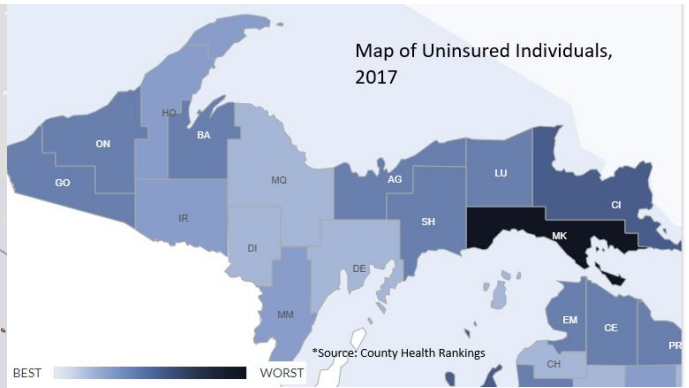 Map of Uninsured Individuals,
2017
HO
ON
BA
GO
MQ
AG
LU
IR
SH
CI
DI
MK
DE
MM
EM
CE
PR
*Source: County Health Rankings
CH
BEST
WORST